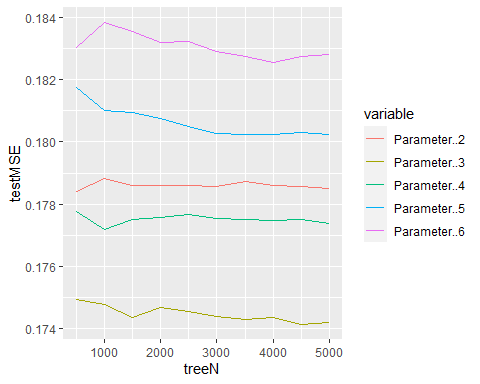 0.184
0.182
0.180
0.178
0.176
0.174
testMSE
1000
2000
3000
4000
5000
treeN
variable
Parameter..2
Parameter..3
Parameter..4
Parameter..5
Parameter..6